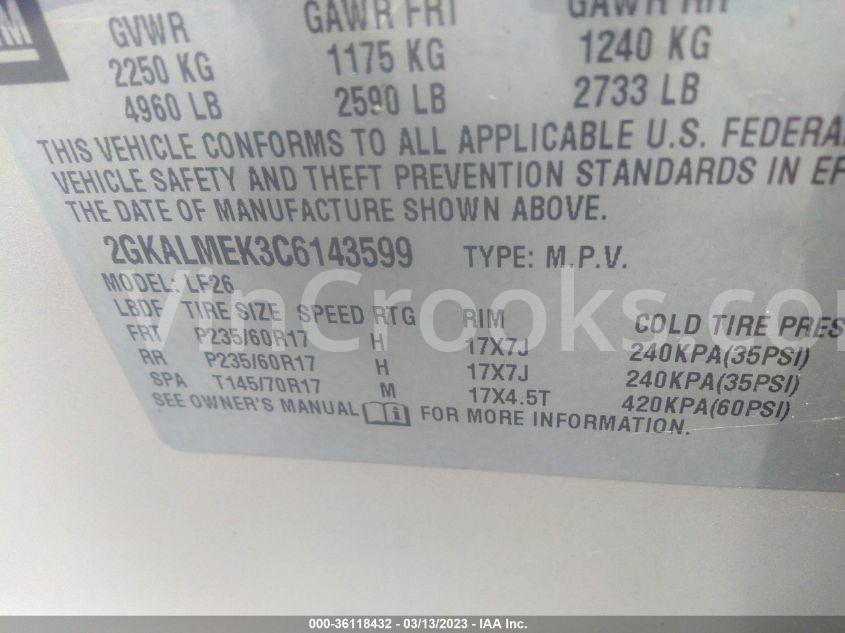 GM
GVWR GAWR FRT GAWR RR
2250 KG 1175 KG 1240 KG
4960 LB 2590 LB 2733 LB
THIS VEHICLE CONFORMS TO ALL APPLICABLE U.S. FEDERA
VEHICLE SAFETY AND THEFT PREVENTION STANDARDS IN EF
THE DATE OF MANUFACTURE SHOWN ABOVE.
2GKALMEK3C6143599 TYPE: M.P.V.
MODEL: LF26
LBDF TIRE SIZE SPEED RTG RIM COLD TIRE PRES
FRT P235/60R17 H 17X7J 240KPA(35PSI)
RR P235/60R17 H 17X7J 240KPA(35PSI)
SPA T145/70R17 M 17X4.5T 420KPA(60PSI)
SEE OWNER'S MANUAL FOR MORE INFORMATION.
VinCrooks.com
000-36118432 - 03/13/2023 - IAA Inc.